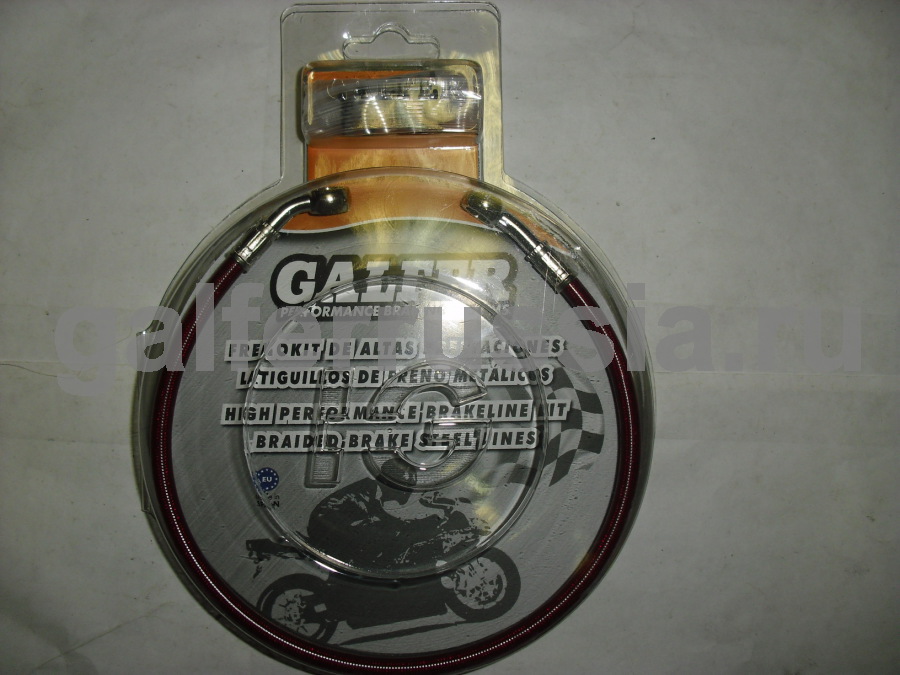 GALFER
PERFORMANCE
galferrussia.ru
FRENOKIT DE ALTAS PRESTACIONES
LATIGUILLOS DE FRENO METÁLICOS
HIGH PERFORMANCE BRAKELINE KIT
BRAIDED BRAKE STEEL LINES
EU